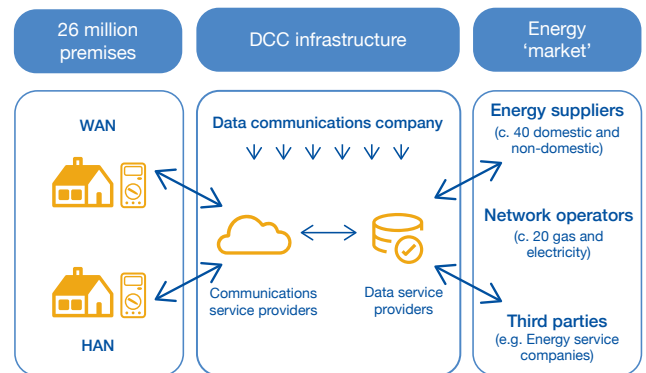 26 million
premises
DCC infrastructure
Energy
‘market’
WAN
HAN
Data communications company
Communications
service providers
Data service
providers
Energy suppliers
(c. 40 domestic and
non-domestic)
Network operators
(c. 20 gas and
electricity)
Third parties
(e.g. Energy service
companies)